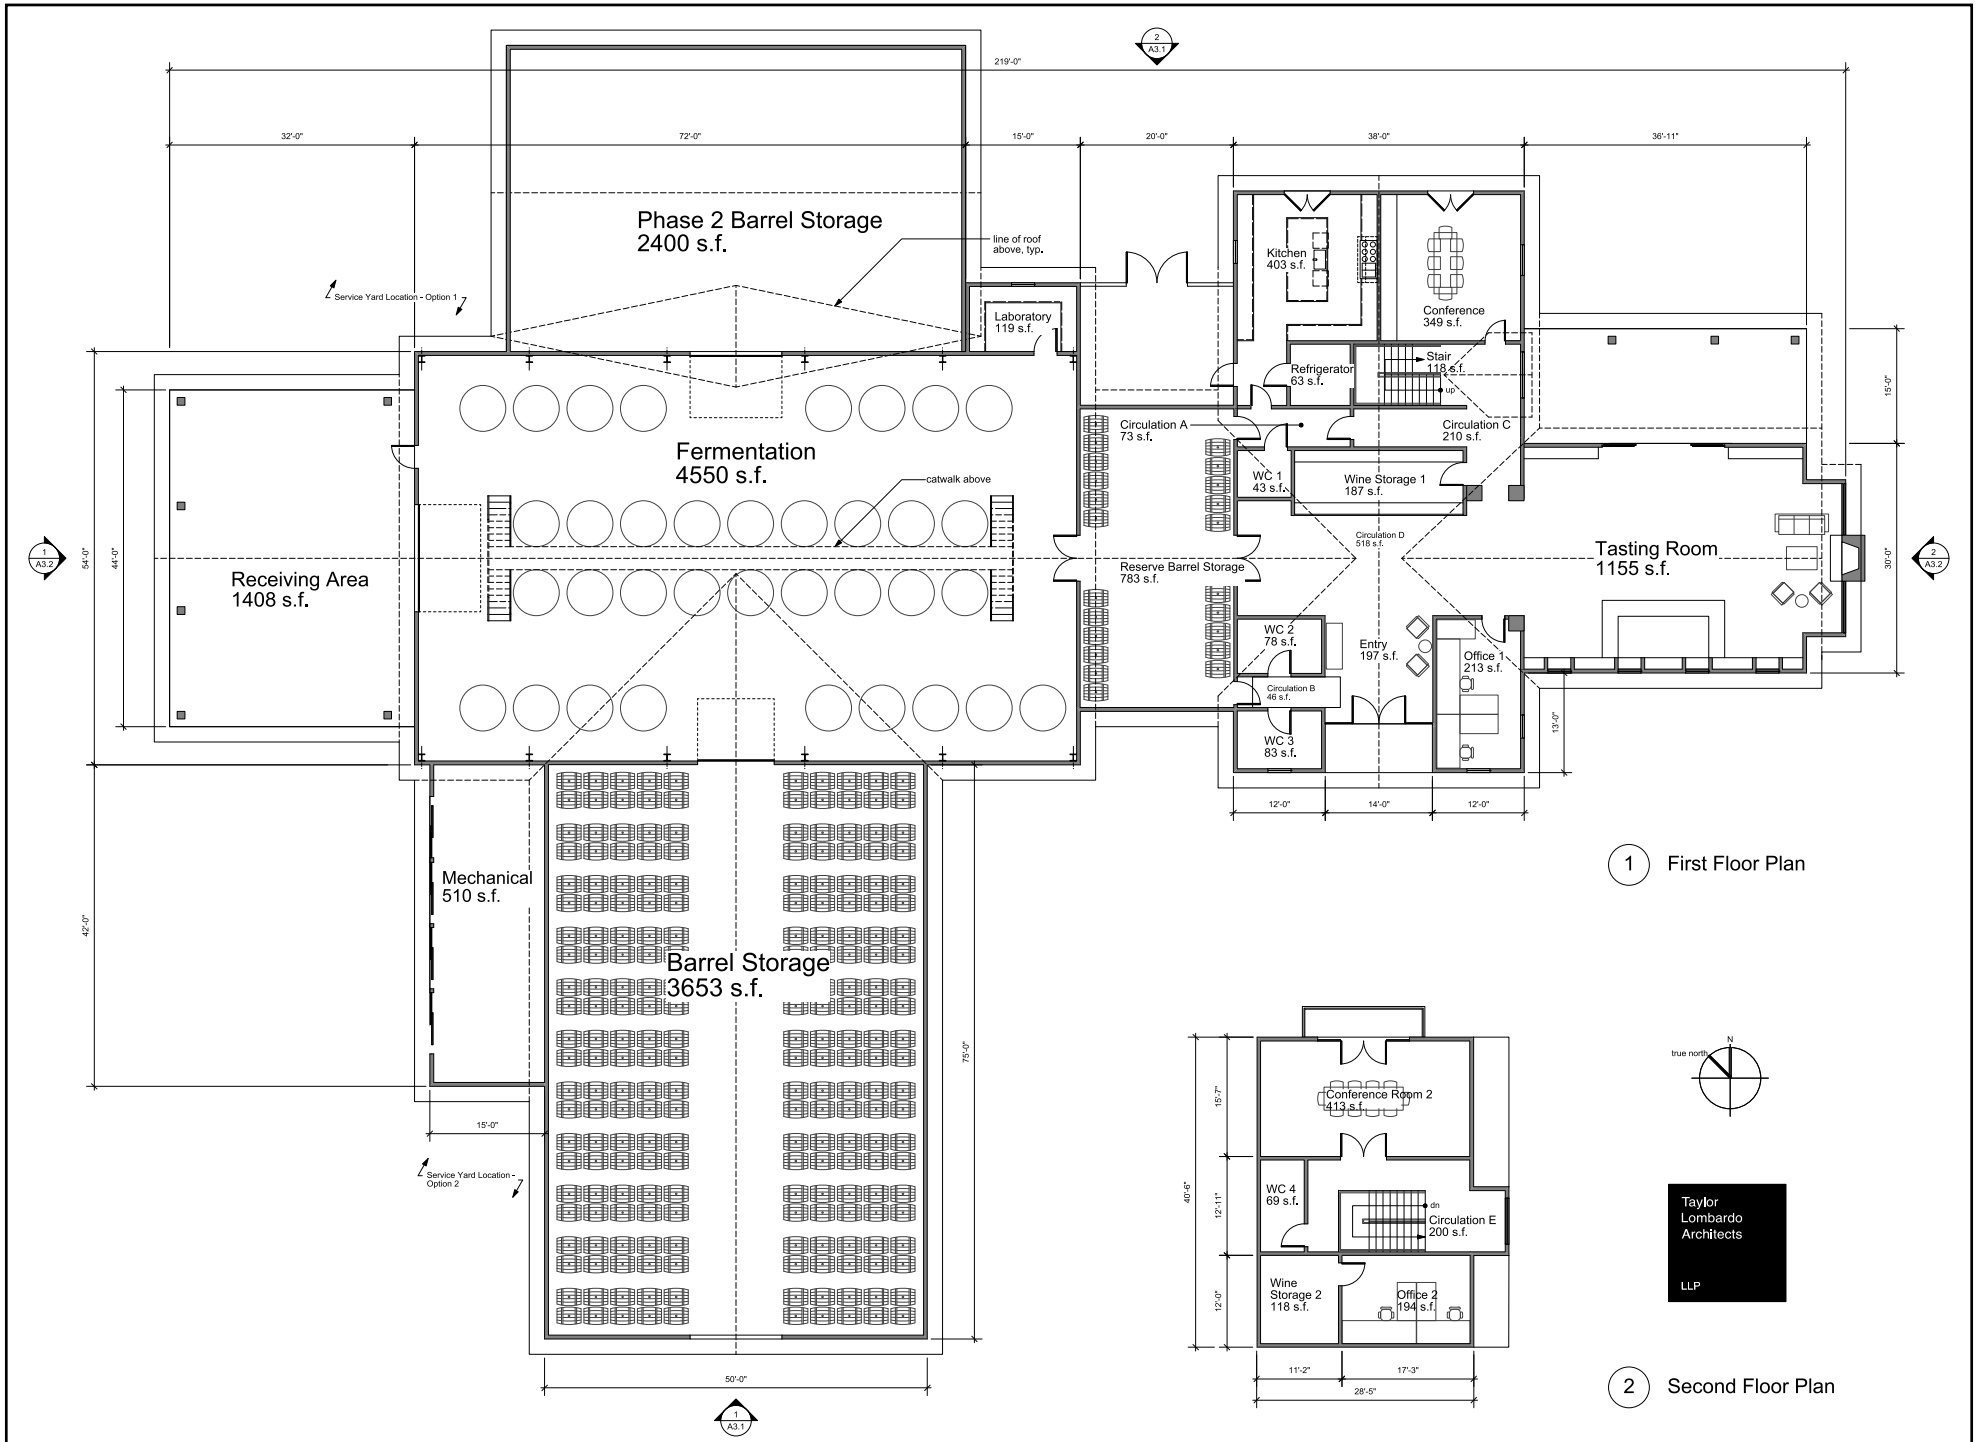 2
A3.1
219'-0"
32'-0"
72'-0"
15'-0"
20'-0"
38'-0"
36'-11"
Phase 2 Barrel Storage
2400 s.f.
line of roof
above, typ.
Service Yard Location - Option 1
Kitchen
403 s.f.
Conference
349 s.f.
Laboratory
119 s.f.
Stair
118 s.f.
up
Refrigerator
63 s.f.
15'-0"
Circulation A
73 s.f.
Circulation C
210 s.f.
Fermentation
4550 s.f.
catwalk above
WC 1
43 s.f.
Wine Storage 1
187 s.f.
Circulation D
518 s.f.
1
A3.2
54'-0"
44'-0"
Receiving Area
1408 s.f.
Reserve Barrel Storage
783 s.f.
Tasting Room
1155 s.f.
30'-0"
2
A3.2
WC 2
78 s.f.
Entry
197 s.f.
Office 1
213 s.f.
Circulation B
46 s.f.
WC 3
83 s.f.
13'-0"
12'-0"
14'-0"
12'-0"
1
First Floor Plan
Mechanical
510 s.f.
42'-0"
Barrel Storage
3653 s.f.
75'-0"
15'-0"
Service Yard Location -
Option 2
50'-0"
1
A3.1
Conference Room 2
413 s.f.
15'-7"
40'-6"
12'-11"
12'-0"
WC 4
69 s.f.
dn
Circulation E
200 s.f.
Wine
Storage 2
118 s.f.
Office 2
194 s.f.
11'-2"
17'-3"
28'-5"
N
true north
Taylor
Lombardo
Architects
LLP
2
Second Floor Plan